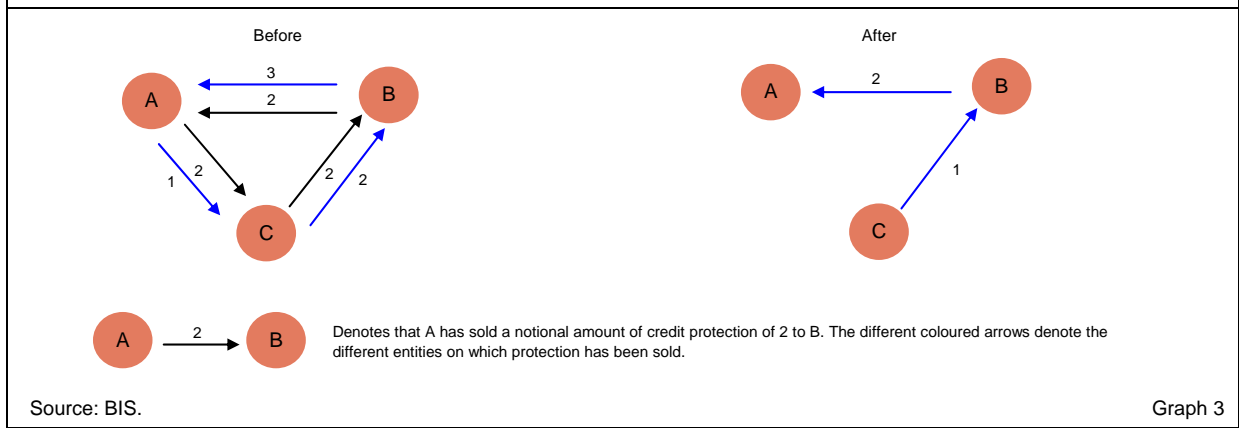 Before
After
3
2
A
B
2
1
2
2
C
2
A
B
1
C
A
2
B
Denotes that A has sold a notional amount of credit protection of 2 to B. The different coloured arrows denote the
different entities on which protection has been sold.
Source: BIS.
Graph 3